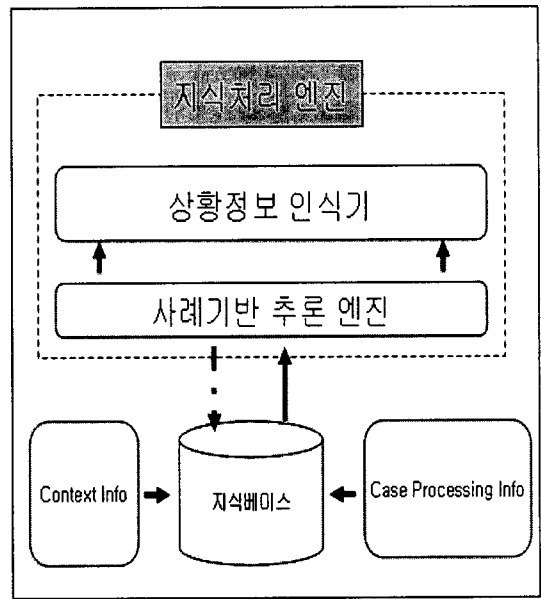 지식처리 엔진
상황정보 인식기
사례기반 추론 엔진
Context Info
지식베이스
Case Processing Info